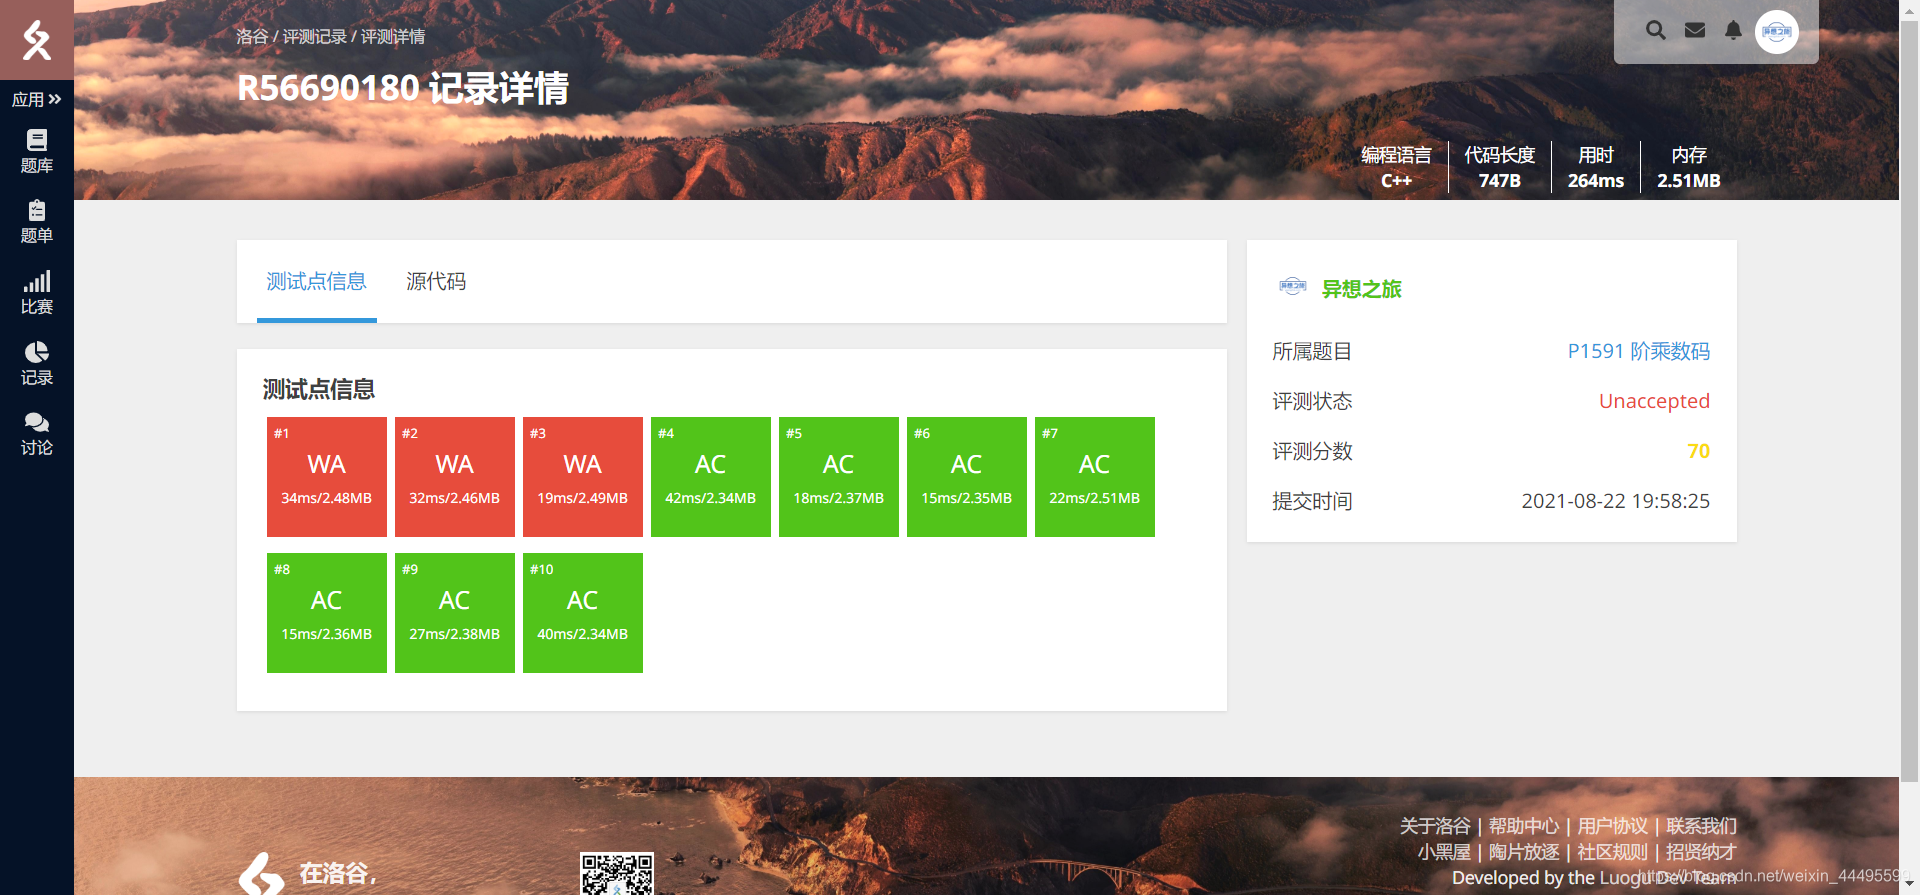 洛谷 / 评测记录 / 评测详情
R56690180 记录详情
应用
题库
题单
比赛
记录
讨论
编程语言
C++
代码长度
747B
用时
264ms
内存
2.51MB
测试点信息
源代码
测试点信息
#1
WA
34ms/2.48MB
#2
WA
32ms/2.46MB
#3
WA
19ms/2.49MB
#4
AC
42ms/2.34MB
#5
AC
18ms/2.37MB
#6
AC
15ms/2.35MB
#7
AC
22ms/2.51MB
#8
AC
15ms/2.36MB
#9
AC
27ms/2.38MB
#10
AC
40ms/2.34MB
异想之旅
异想之旅
异想之旅
所属题目
P1591 阶乘数码
评测状态
Unaccepted
评测分数
70
提交时间
2021-08-22 19:58:25
在洛谷,
关于洛谷 | 帮助中心 | 用户协议 | 联系我们
小黑屋 | 陶片放逐 | 社区规则 | 招贤纳才
Developed by the Luogu Dev Team
https://blog.csdn.net/weixin_44495599